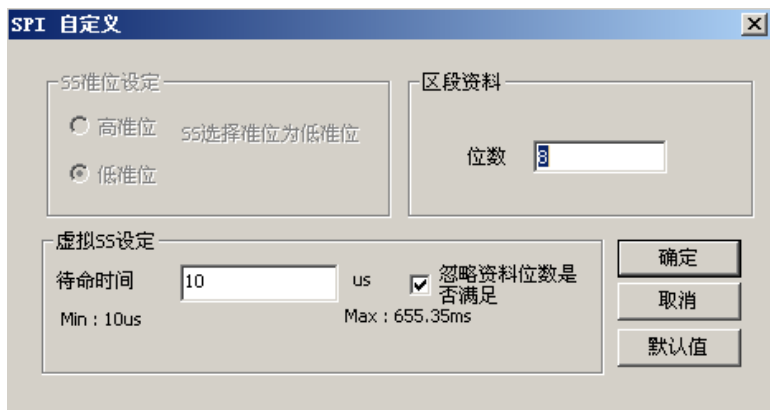 SPI 自定义
SS准位设定
高准位
SS选择准位为低准位
低准位
区段资料
位数 8
虚拟SS设定
待命时间 10 us
忽略资料位数是
否满足
Min : 10us
Max : 655.35ms
确定
取消
默认值